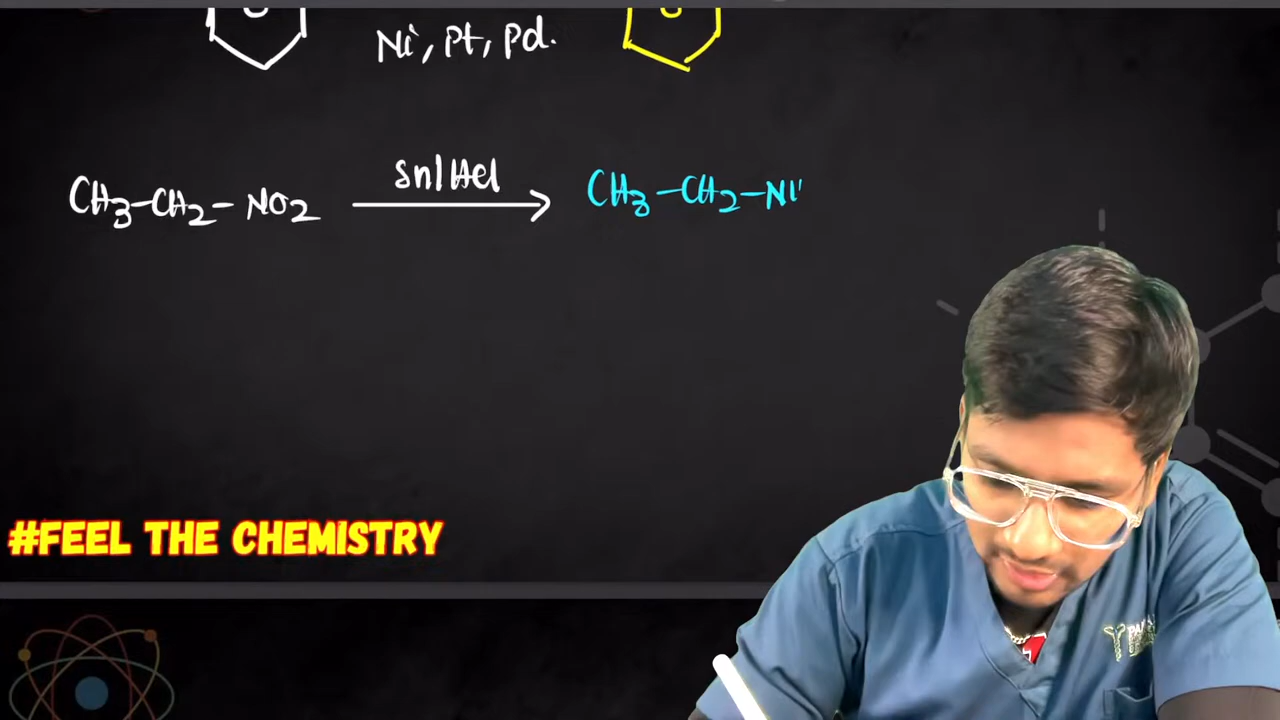 Ni, Pt, Pd.
Sn/HCl
CH3-CH2-NO2
CH3-CH2-N
#FEEL THE CHEMISTRY